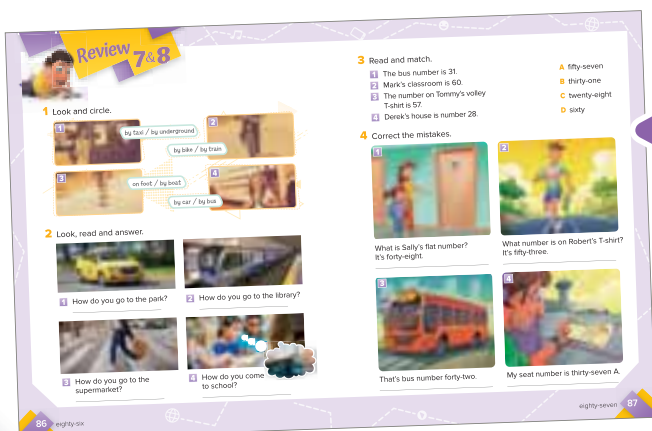 Review 7&8
1 Look and circle.
1
by taxi / by underground
2
by bike / by train
3
on foot / by boat
4
by car / by bus
2 Look, read and answer.
1 How do you go to the park?
2 How do you go to the library?
3 How do you go to the
supermarket?
4 How do you come
to school?
86 eighty-six
3 Read and match.
1 The bus number is 31.
2 Mark's classroom is 60.
3 The number on Tommy's volley
T-shirt is 57.
4 Derek's house is number 28.
A fifty-seven
B thirty-one
C twenty-eight
D sixty
4 Correct the mistakes.
1
What is Sally's flat number?
It's forty-eight.
2
What number is on Robert's T-shirt?
It's fifty-three.
3
That's bus number forty-two.
4
My seat number is thirty-seven A.
eighty-seven 87